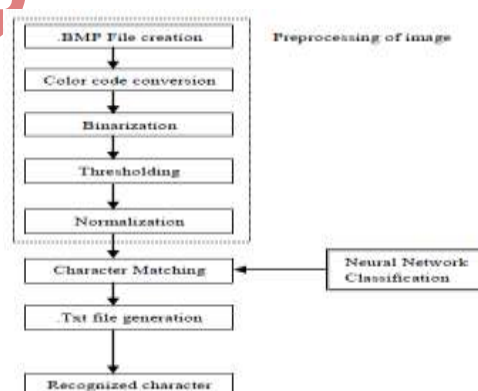 .BMP File creation
Preprocessing of image
Color code conversion
Binarization
Thresholding
Normalization
Character Matching
Neural Network
Classification
.Txt file generation
Recognized character